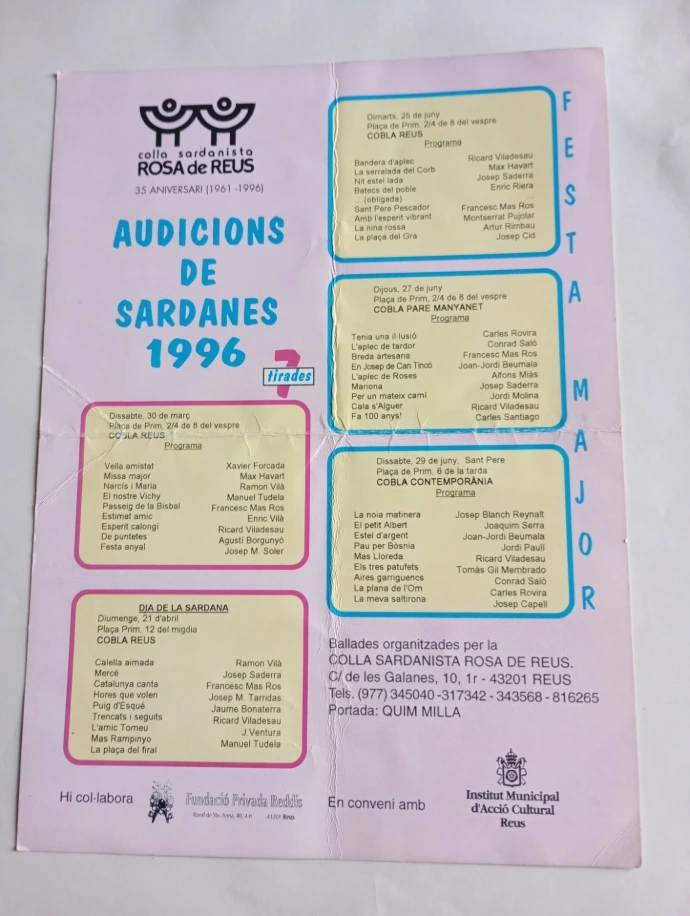 colla sardanista
ROSA de REUS
35 ANIVERSARI (1961-1996)
AUDICIONS
DE
SARDANES
1996
7
tirades
Dissabte, 30 de març
Plaça de Prim, 2/4 de 8 del vespre
COBLA REUS
Programa
Vella amistat Xavier Forcada
Missa major Max Havart
Narcís i Maria Ramon Vilà
El nostre Vichy Manuel Tudela
Passeig de la Bisbal Francesc Mas Ros
Estimat amic Enric Vilà
Esperit calongí Ricard Viladesau
De puntetes Agustí Borgunyó
Festa anyal Josep M. Soler
DIA DE LA SARDANA
Diumenge, 21 d'abril
Plaça Prim, 12 del migdia
COBLA REUS
Calella aimada Ramon Vilà
Mercé Josep Saderra
Catalunya canta Francesc Mas Ros
Hores que volen Josep M. Tarridas
Puig d'Esqué Jaume Bonaterra
Trencats i seguits Ricard Viladesau
L'amic Tomeu J.Ventura
Mas Rampinyo Manuel Tudela
La plaça del firal
FESTA MAJOR
Dimarts, 25 de juny
Plaça de Prim, 2/4 de 8 del vespre
COBLA REUS
Programa
Bandera d'aplec Ricard Viladesau
La serralada del Corb Max Havart
Nit estel·lada Josep Saderra
Batecs del poble Enric Riera
(obligada)
Sant Pere Pescador Francesc Mas Ros
Amb l'esperit vibrant Montserrat Pujolar
La nina rossa Artur Rimbau
La plaça del Gra Josep Cid
Dijous, 27 de juny
Plaça de Prim, 2/4 de 8 del vespre
COBLA PARE MANYANET
Programa
Tenia una il·lusió Carles Rovira
L'aplec de tardor Conrad Saló
Breda artesana Francesc Mas Ros
En Josep de Can Tincò Joan-Jordi Beumala
L'aplec de Roses Alfons Miàs
Mariona Josep Saderra
Per un mateix camí Jordi Molina
Cala s'Alguer Ricard Viladesau
Fa 100 anys! Carles Santiago
Dissabte, 29 de juny, Sant Pere
Plaça de Prim, 6 de la tarda
COBLA CONTEMPORÀNIA
Programa
La noia matinera Josep Blanch Reynalt
El petit Albert Joaquim Serra
Estel d'argent Joan-Jordi Beumala
Pau per Bòsnia Jordi Paulí
Mas Lloreda Ricard Viladesau
Els tres patufets Tomàs Gil Membrado
Aires garriguencs Conrad Saló
La plana de l'Om Carles Rovira
La meva saltirona Josep Capell
Ballades organitzades per la
COLLA SARDANISTA ROSA DE REUS.
C/ de les Galanes, 10, 1r - 43201 REUS
Tels. (977) 345040 -317342 - 343568 - 816265
Portada: QUIM MILLA
Hi col·labora
Fundació Privada Reddis
Raval de Sta. Anna, 40, 4 n 43201 Reus
En conveni amb
Institut Municipal
d'Acció Cultural
Reus